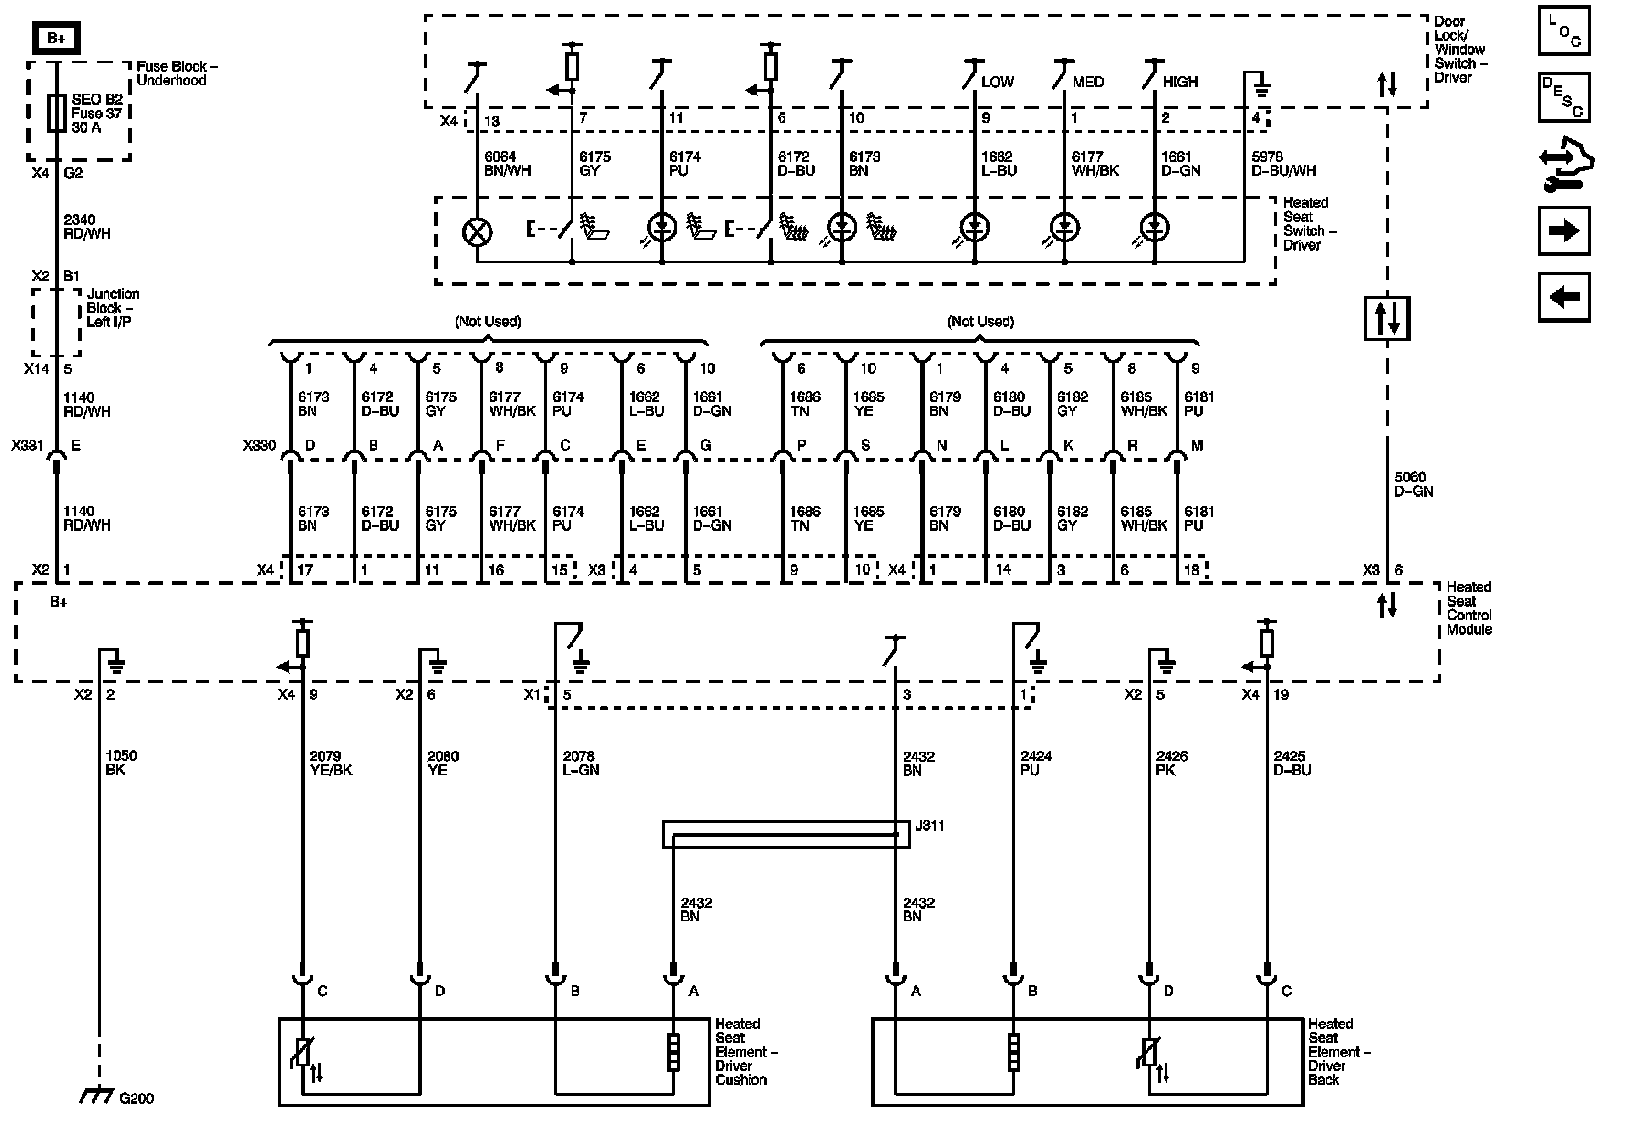 B+
Fuse Block –
Underhood
SEO B2
Fuse 37
30 A
X4 G2
2340
RD/WH
X2 B1
Junction
Block –
Left I/P
X14 5
1140
RD/WH
X381 E
1140
RD/WH
X2 1
Door
Lock/
Window
Switch –
Driver
LOW MED HIGH
X4 13 7 11 6 10 9 1 2 4
6064 6175 6174 6172 6173 1662 6177 1661 5978
BN/WH GY PU D–BU BN L–BU WH/BK D–GN D–BU/WH
Heated
Seat
Switch –
Driver
(Not Used) (Not Used)
1 4 5 8 9 6 10 6 10 1 4 5 8 9
6173 6172 6175 6177 6174 1662 1661 1686 1685 6179 6180 6182 6185 6181
BN D–BU GY WH/BK PU L–BU D–GN TN YE BN D–BU GY WH/BK PU
X330 D B A F C E G P S N L K R M
6173 6172 6175 6177 6174 1662 1661 1686 1685 6179 6180 6182 6185 6181
BN D–BU GY WH/BK PU L–BU D–GN TN YE BN D–BU GY WH/BK PU
X4 17 1 11 16 15 X3 4 5 9 10 X4 1 14 3 6 18
5060
D–GN
X3 6
B+
Heated
Seat
Control
Module
X2 2 X4 9 X2 6 X1 5 3 1 X2 5 X4 19
1050 2079 2080 2078 2432 2424 2426 2425
BK YE/BK YE L–GN BN PU PK D–BU
J311
2432 2432
BN BN
C D B A A B D C
Heated
Seat
Element –
Driver
Cushion
Heated
Seat
Element –
Driver
Back
G200
LOC
DESC